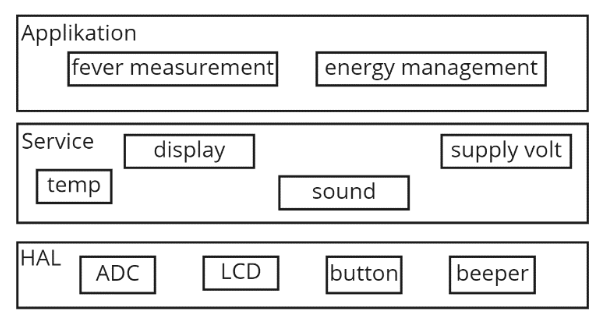 Applikation
fever measurement
energy management
Service
display
supply volt
temp
sound
HAL
ADC
LCD
button
beeper